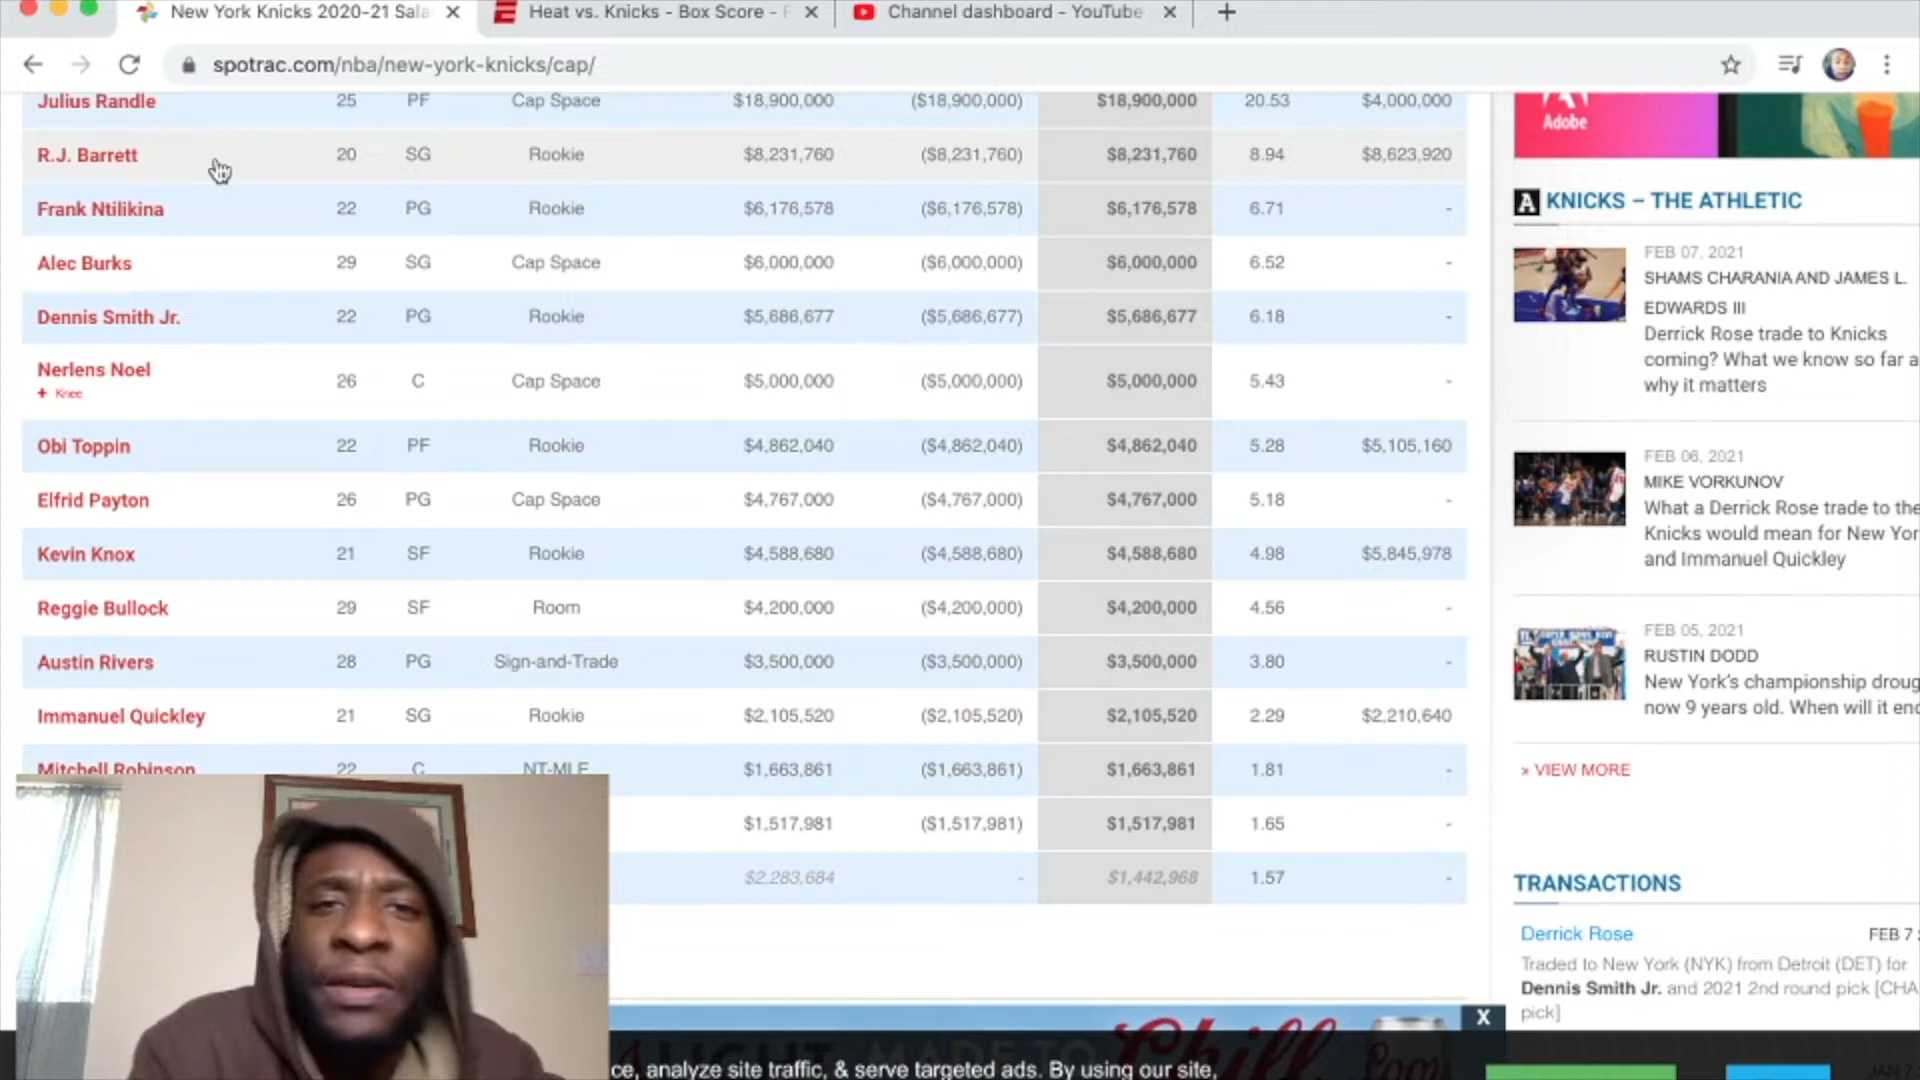 New York Knicks 2020-21 Sala
Heat vs. Knicks - Box Score -
Channel dashboard - YouTube
spotrac.com/nba/new-york-knicks/cap/
Julius Randle 25 PF Cap Space $18,900,000 ($18,900,000) $18,900,000 20.53 $4,000,000
R.J. Barrett 20 SG Rookie $8,231,760 ($8,231,760) $8,231,760 8.94 $8,623,920
Frank Ntilikina 22 PG Rookie $6,176,578 ($6,176,578) $6,176,578 6.71 -
Alec Burks 29 SG Cap Space $6,000,000 ($6,000,000) $6,000,000 6.52 -
Dennis Smith Jr. 22 PG Rookie $5,686,677 ($5,686,677) $5,686,677 6.18 -
Nerlens Noel 26 C Cap Space $5,000,000 ($5,000,000) $5,000,000 5.43 -
+ Knee
Obi Toppin 22 PF Rookie $4,862,040 ($4,862,040) $4,862,040 5.28 $5,105,160
Elfrid Payton 26 PG Cap Space $4,767,000 ($4,767,000) $4,767,000 5.18 -
Kevin Knox 21 SF Rookie $4,588,680 ($4,588,680) $4,588,680 4.98 $5,845,978
Reggie Bullock 29 SF Room $4,200,000 ($4,200,000) $4,200,000 4.56 -
Austin Rivers 28 PG Sign-and-Trade $3,500,000 ($3,500,000) $3,500,000 3.80 -
Immanuel Quickley 21 SG Rookie $2,105,520 ($2,105,520) $2,105,520 2.29 $2,210,640
Mitchell Robinson 22 C NT-MLE $1,663,861 ($1,663,861) $1,663,861 1.81 -
$1,517,981 ($1,517,981) $1,517,981 1.65 -
$2,283,684 - $1,442,968 1.57 -
Adobe
A KNICKS – THE ATHLETIC
FEB 07, 2021
SHAMS CHARANIA AND JAMES L.
EDWARDS III
Derrick Rose trade to Knicks
coming? What we know so far a
why it matters
FEB 06, 2021
MIKE VORKUNOV
What a Derrick Rose trade to the
Knicks would mean for New Yor
and Immanuel Quickley
FEB 05, 2021
RUSTIN DODD
New York's championship droug
now 9 years old. When will it en
» VIEW MORE
TRANSACTIONS
Derrick Rose FEB 7
Traded to New York (NYK) from Detroit (DET) for
Dennis Smith Jr. and 2021 2nd round pick [CHA
pick]
X
LIGHT MADE TO Chill
Coors
ce, analyze site traffic, & serve targeted ads. By using our site,